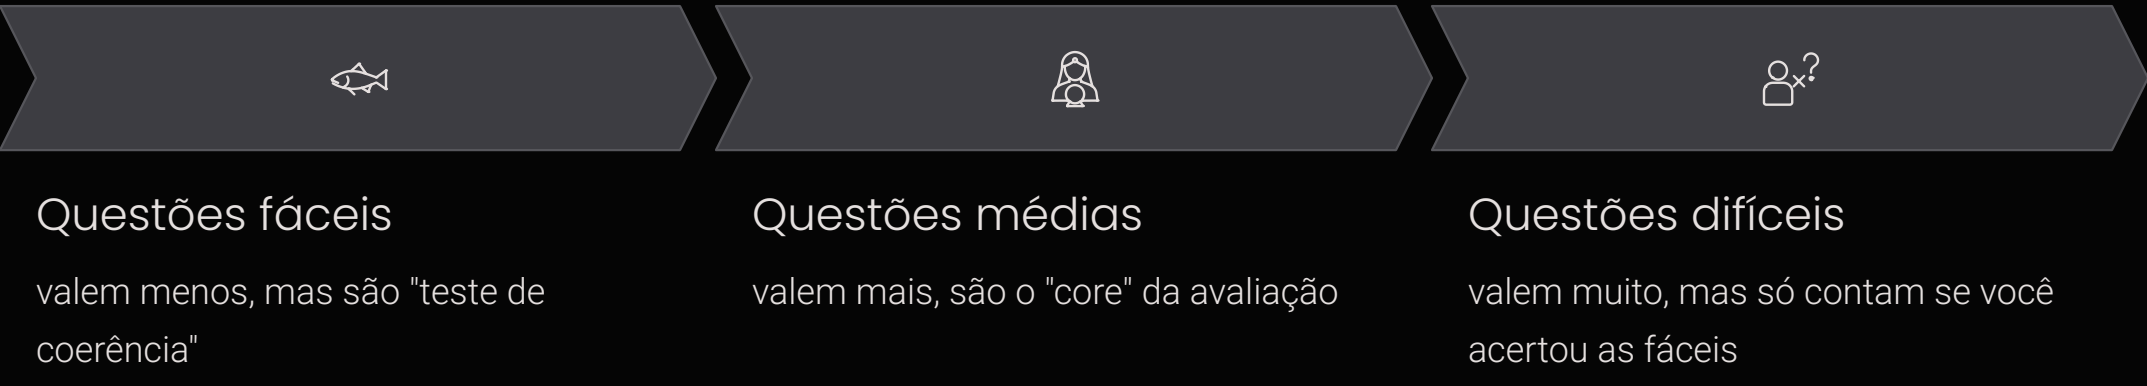 Questões fáceis
valem menos, mas são "teste de
coerência"
Questões médias
valem mais, são o "core" da avaliação
Questões difíceis
valem muito, mas só contam se você
acertou as fáceis